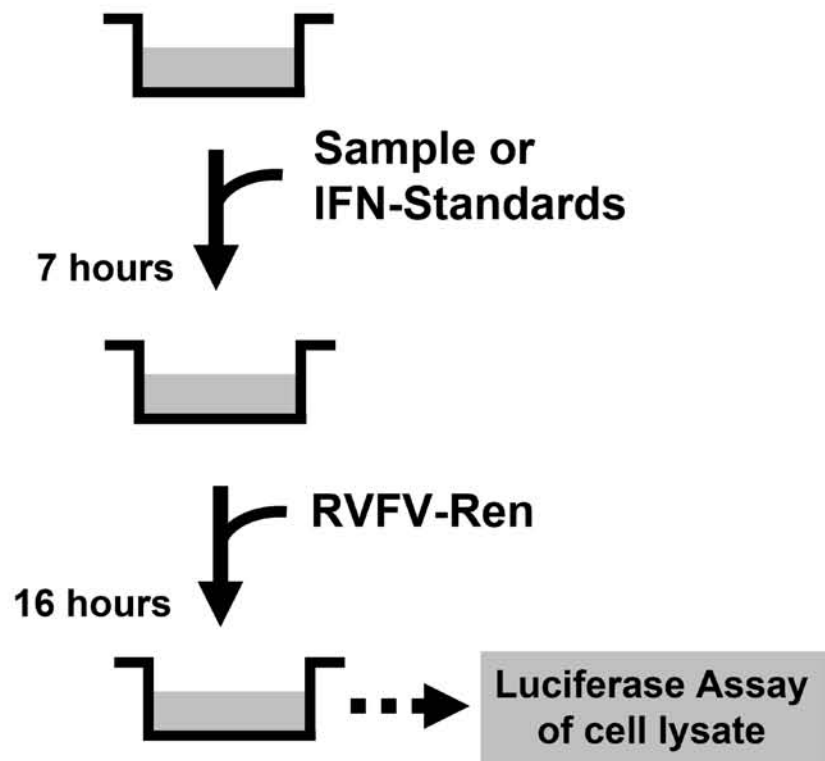 Sample or
IFN-Standards
7 hours
RVFV-Ren
16 hours
Luciferase Assay
of cell lysate